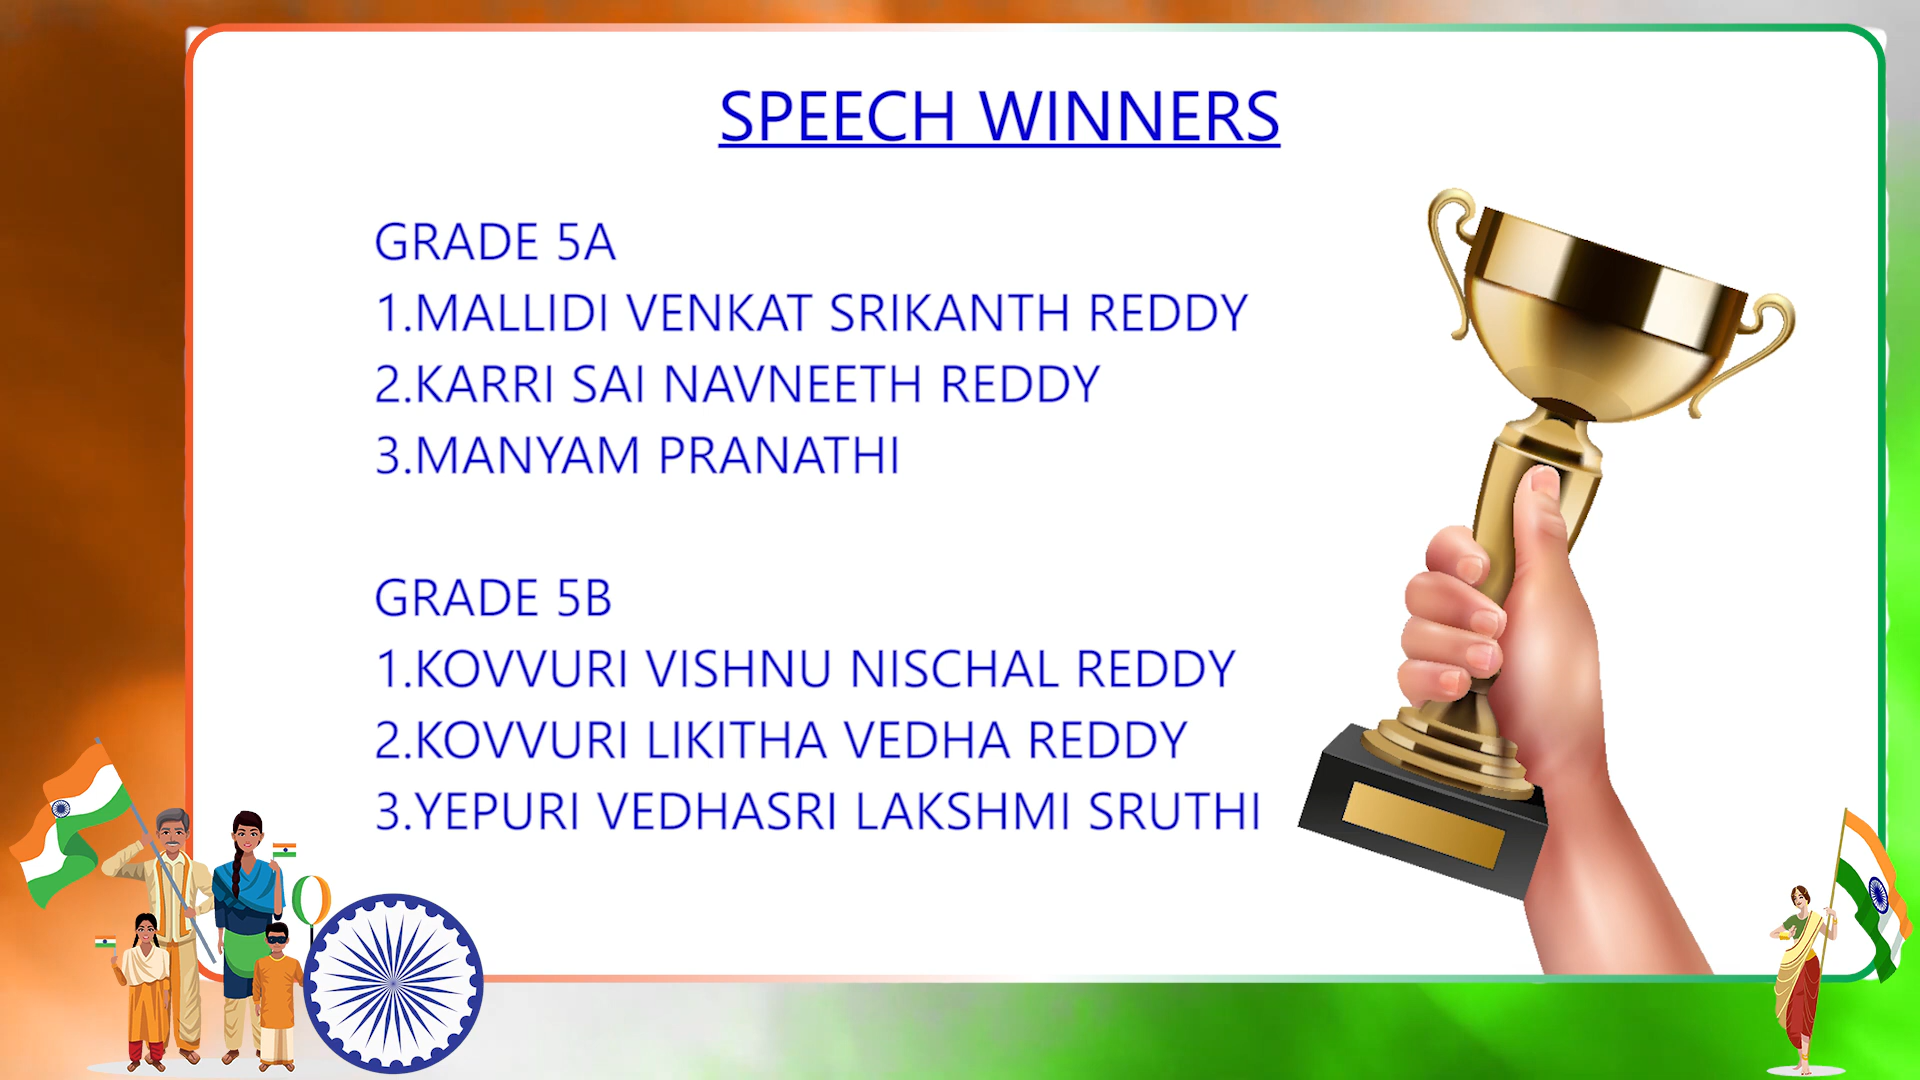 SPEECH WINNERS
GRADE 5A
1.MALLIDI VENKAT SRIKANTH REDDY
2.KARRI SAI NAVNEETH REDDY
3.MANYAM PRANATHI
GRADE 5B
1.KOVVURI VISHNU NISCHAL REDDY
2.KOVVURI LIKITHA VEDHA REDDY
3.YEPURI VEDHASRI LAKSHMI SRUTHI